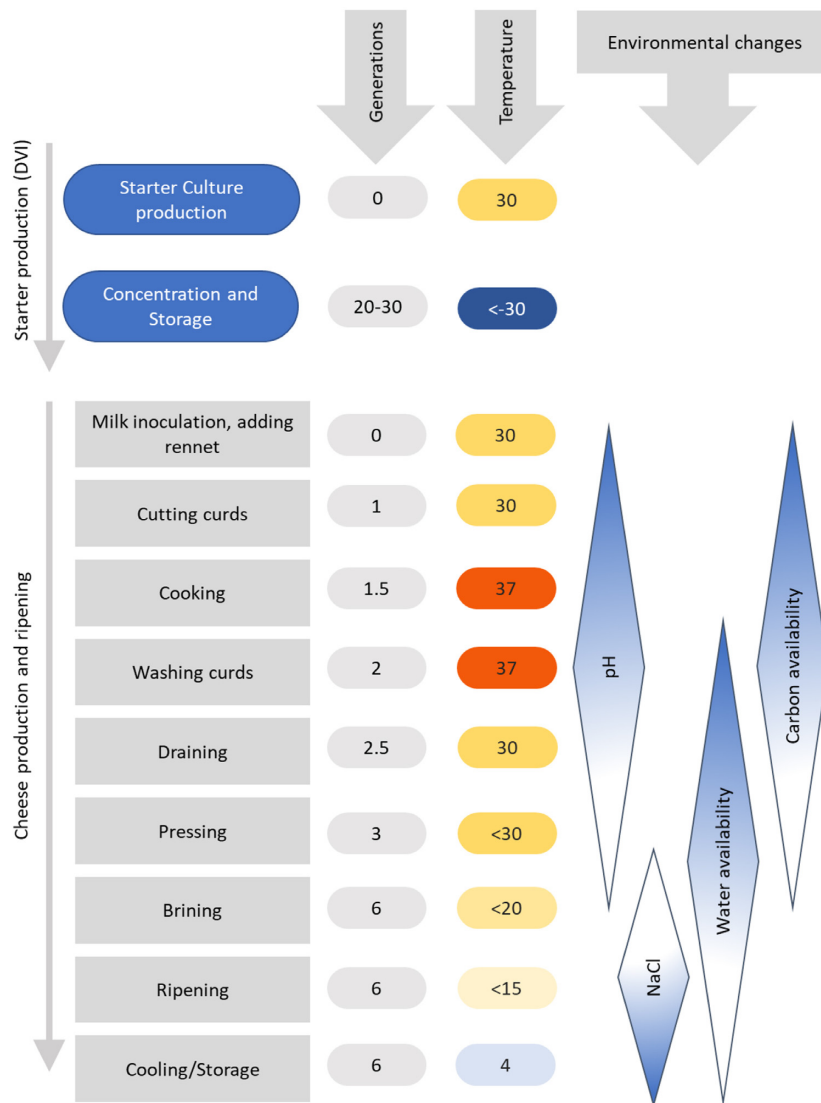 Generations
Temperature
Environmental changes
Starter production (DVI)
Starter Culture
production
0
30
Concentration and
Storage
20-30
<-30
Cheese production and ripening
Milk inoculation, adding
rennet
0
30
Cutting curds
1
30
Cooking
1.5
37
Washing curds
2
37
Draining
2.5
30
Pressing
3
<30
Brining
6
<20
Ripening
6
<15
Cooling/Storage
6
4
pH
NaCl
Water availability
Carbon availability